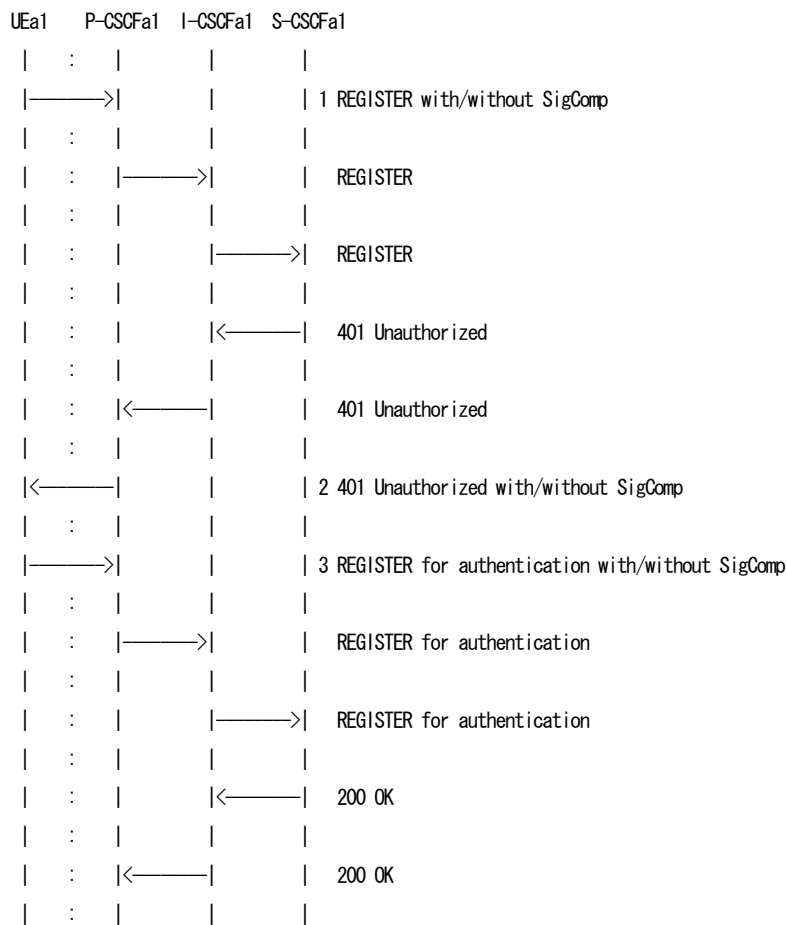 UEa1 P-CSCFa1 I-CSCFa1 S-CSCFa1
| : | | |
|------->| | | 1 REGISTER with/without SigComp
| : | | |
| : |------->| | REGISTER
| : | | |
| : | |------->| REGISTER
| : | | |
| : | |<-------| 401 Unauthorized
| : | | |
| : |<-------| | 401 Unauthorized
| : | | |
|<-------| | | 2 401 Unauthorized with/without SigComp
| : | | |
|------->| | | 3 REGISTER for authentication with/without SigComp
| : | | |
| : |------->| | REGISTER for authentication
| : | | |
| : | |------->| REGISTER for authentication
| : | | |
| : | |<-------| 200 OK
| : | | |
| : |<-------| | 200 OK
| : | | |